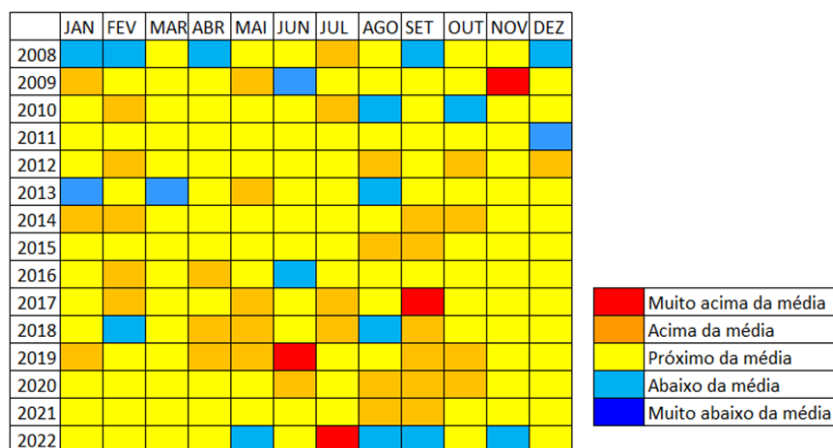 JAN FEV MAR ABR MAI JUN JUL AGO SET OUT NOV DEZ
2008
2009
2010
2011
2012
2013
2014
2015
2016
2017
2018
2019
2020
2021
2022
Muito acima da média
Acima da média
Próximo da média
Abaixo da média
Muito abaixo da média